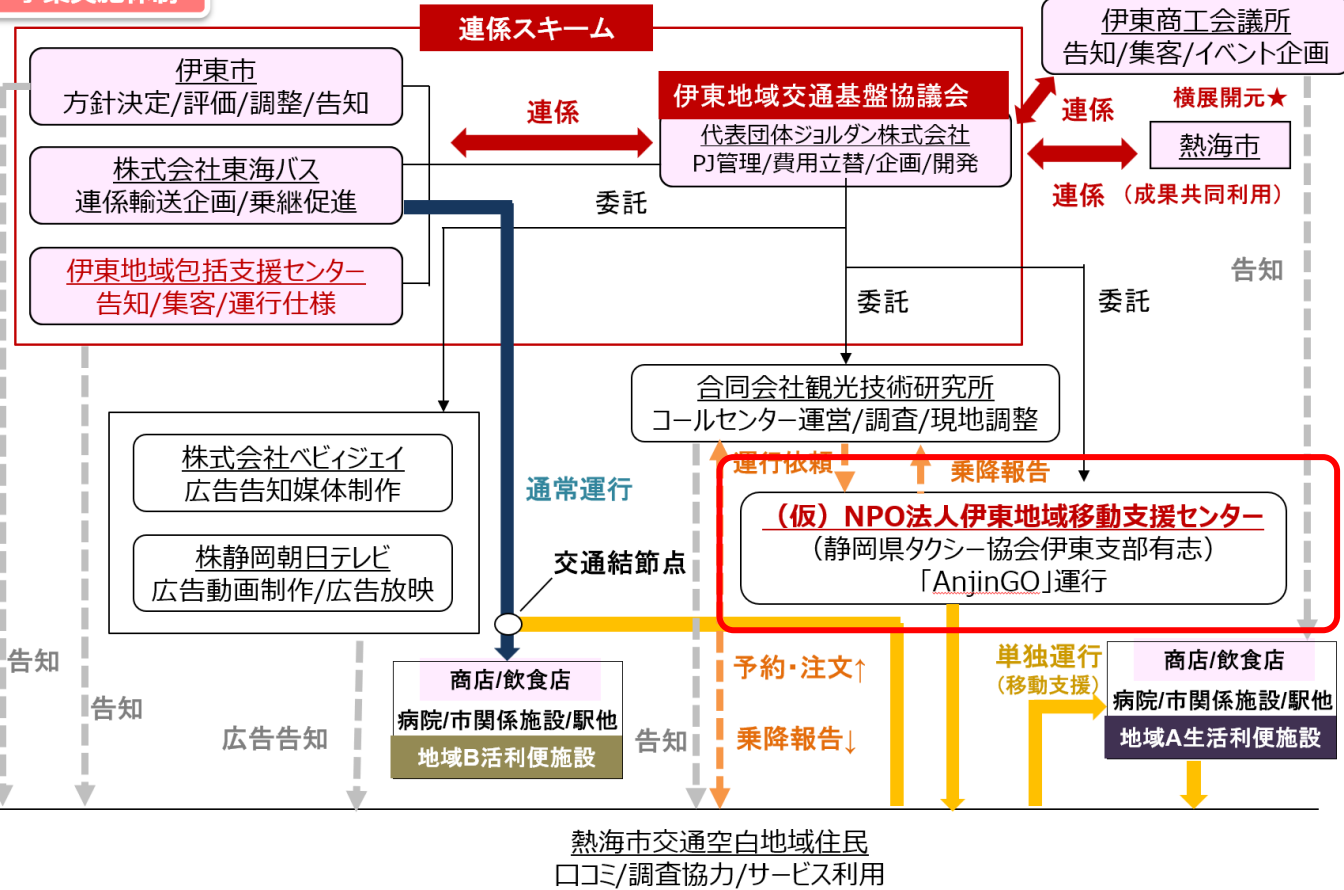 事業実施体制
連係スキーム
伊東商工会議所
告知/集客/イベント企画
伊東市
方針決定/評価/調整/告知
伊東地域交通基盤協議会
代表団体ジョルダン株式会社
PJ管理/費用立替/企画/開発
連係
連係
横展開元★
熱海市
連係
(成果共同利用)
株式会社東海バス
連係輸送企画/乗継促進
委託
伊東地域包括支援センター
告知/集客/運行仕様
告知
委託
委託
合同会社観光技術研究所
コールセンター運営/調査/現地調整
株式会社ベビィジェイ
広告告知媒体制作
運行依頼
乗降報告
通常運行
(仮)NPO法人伊東地域移動支援センター
(静岡県タクシー協会伊東支部有志)
「AnjinGO」運行
株静岡朝日テレビ
広告動画制作/広告放映
交通結節点
告知
告知
広告告知
商店/飲食店
病院/市関係施設/駅他
地域B活利便施設
告知
予約・注文↑
乗降報告↓
単独運行
(移動支援)
商店/飲食店
病院/市関係施設/駅他
地域A生活利便施設
熱海市交通空白地域住民
口コミ/調査協力/サービス利用